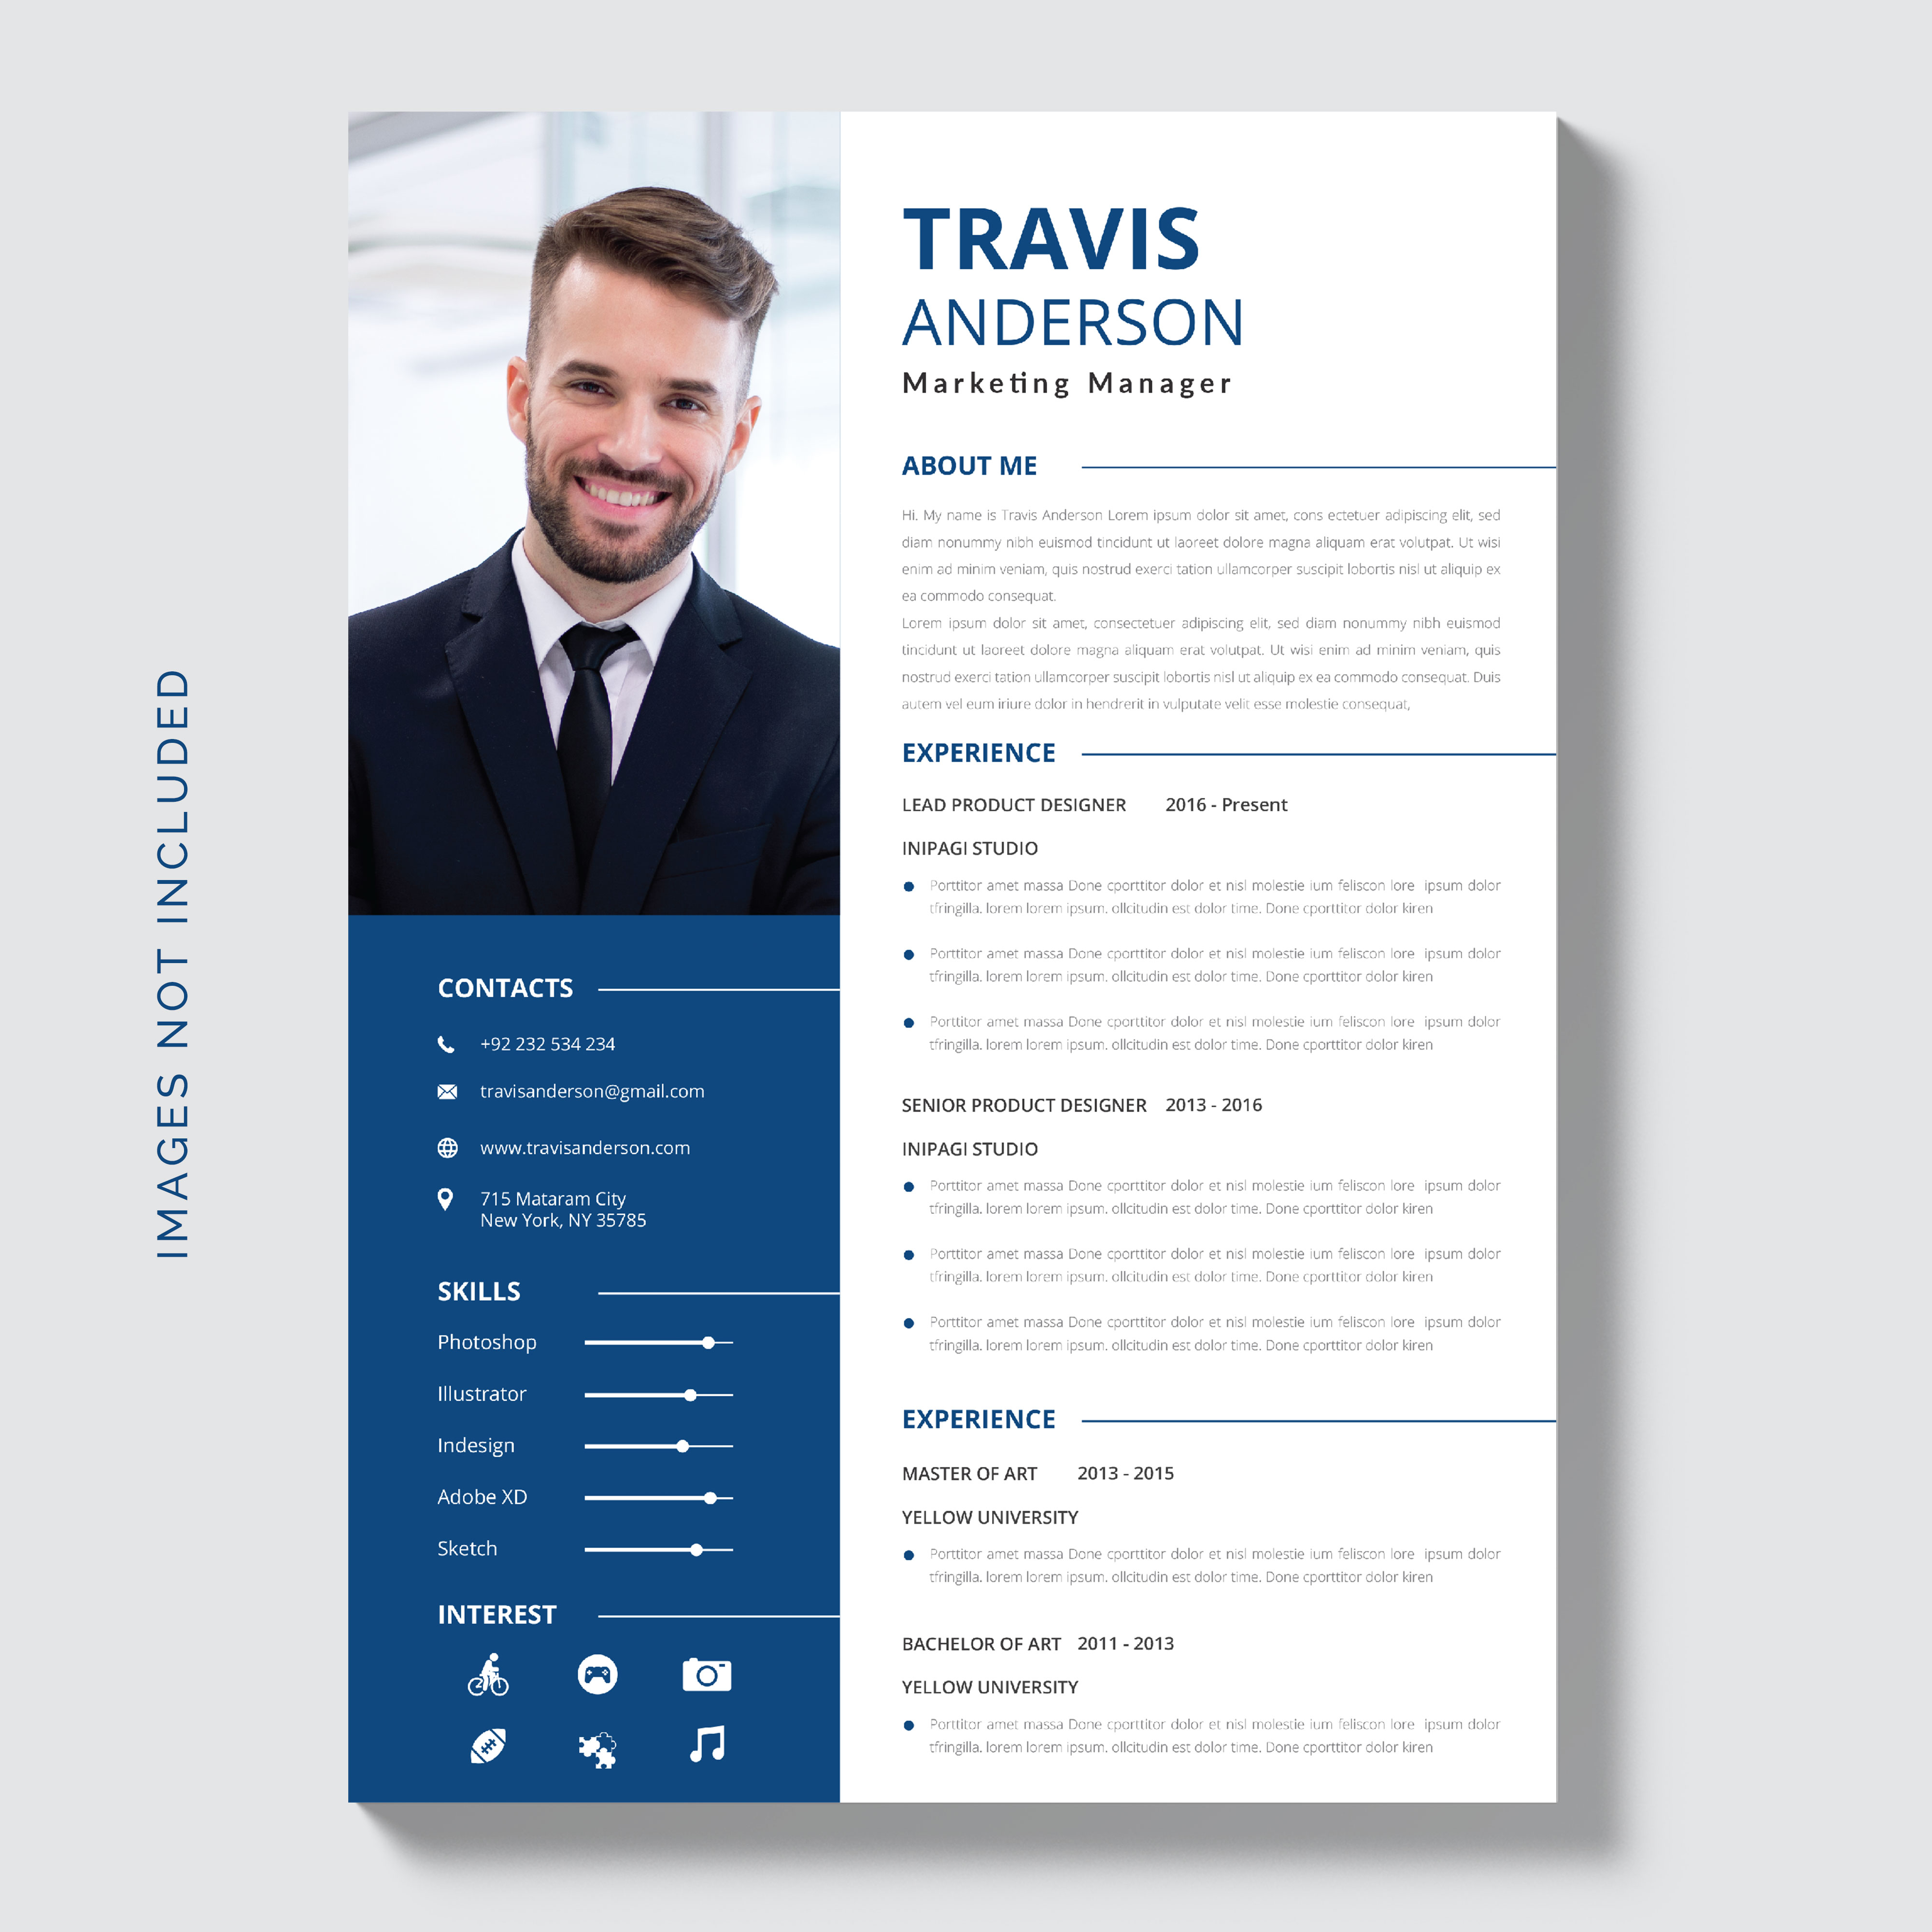 IMAGES NOT INCLUDED
TRAVIS
ANDERSON
Marketing Manager
ABOUT ME
Hi. My name is Travis Anderson Lorem ipsum dolor sit amet, cons ectetuer adipiscing elit, sed
diam nonummy nibh euismod tincidunt ut laoreet dolore magna aliquam erat volutpat. Ut wisi
enim ad minim veniam, quis nostrud exerci tation ullamcorper suscipit lobortis nisl ut aliquip ex
ea commodo consequat.
Lorem ipsum dolor sit amet, consectetuer adipiscing elit, sed diam nonummy nibh euismod
tincidunt ut laoreet dolore magna aliquam erat volutpat. Ut wisi enim ad minim veniam, quis
nostrud exerci tation ullamcorper suscipit lobortis nisl ut aliquip ex ea commodo consequat. Duis
autem vel eum iriure dolor in hendrerit in vulputate velit esse molestie consequat,
EXPERIENCE
LEAD PRODUCT DESIGNER 2016 - Present
INIPAGI STUDIO
Porttitor amet massa Done cporttitor dolor et nisl molestie ium feliscon lore ipsum dolor
tfringilla. lorem lorem ipsum. ollcitudin est dolor time. Done cporttitor dolor kiren
Porttitor amet massa Done cporttitor dolor et nisl molestie ium feliscon lore ipsum dolor
tfringilla. lorem lorem ipsum. ollcitudin est dolor time. Done cporttitor dolor kiren
Porttitor amet massa Done cporttitor dolor et nisl molestie ium feliscon lore ipsum dolor
tfringilla. lorem lorem ipsum. ollcitudin est dolor time. Done cporttitor dolor kiren
SENIOR PRODUCT DESIGNER 2013 - 2016
INIPAGI STUDIO
Porttitor amet massa Done cporttitor dolor et nisl molestie ium feliscon lore ipsum dolor
tfringilla. lorem lorem ipsum. ollcitudin est dolor time. Done cporttitor dolor kiren
Porttitor amet massa Done cporttitor dolor et nisl molestie ium feliscon lore ipsum dolor
tfringilla. lorem lorem ipsum. ollcitudin est dolor time. Done cporttitor dolor kiren
Porttitor amet massa Done cporttitor dolor et nisl molestie ium feliscon lore ipsum dolor
tfringilla. lorem lorem ipsum. ollcitudin est dolor time. Done cporttitor dolor kiren
EXPERIENCE
MASTER OF ART 2013 - 2015
YELLOW UNIVERSITY
Porttitor amet massa Done cporttitor dolor et nisl molestie ium feliscon lore ipsum dolor
tfringilla. lorem lorem ipsum. ollcitudin est dolor time. Done cporttitor dolor kiren
BACHELOR OF ART 2011 - 2013
YELLOW UNIVERSITY
Porttitor amet massa Done cporttitor dolor et nisl molestie ium feliscon lore ipsum dolor
tfringilla. lorem lorem ipsum. ollcitudin est dolor time. Done cporttitor dolor kiren
CONTACTS
+92 232 534 234
travisanderson@gmail.com
www.travisanderson.com
715 Mataram City
New York, NY 35785
SKILLS
Photoshop
Illustrator
Indesign
Adobe XD
Sketch
INTEREST